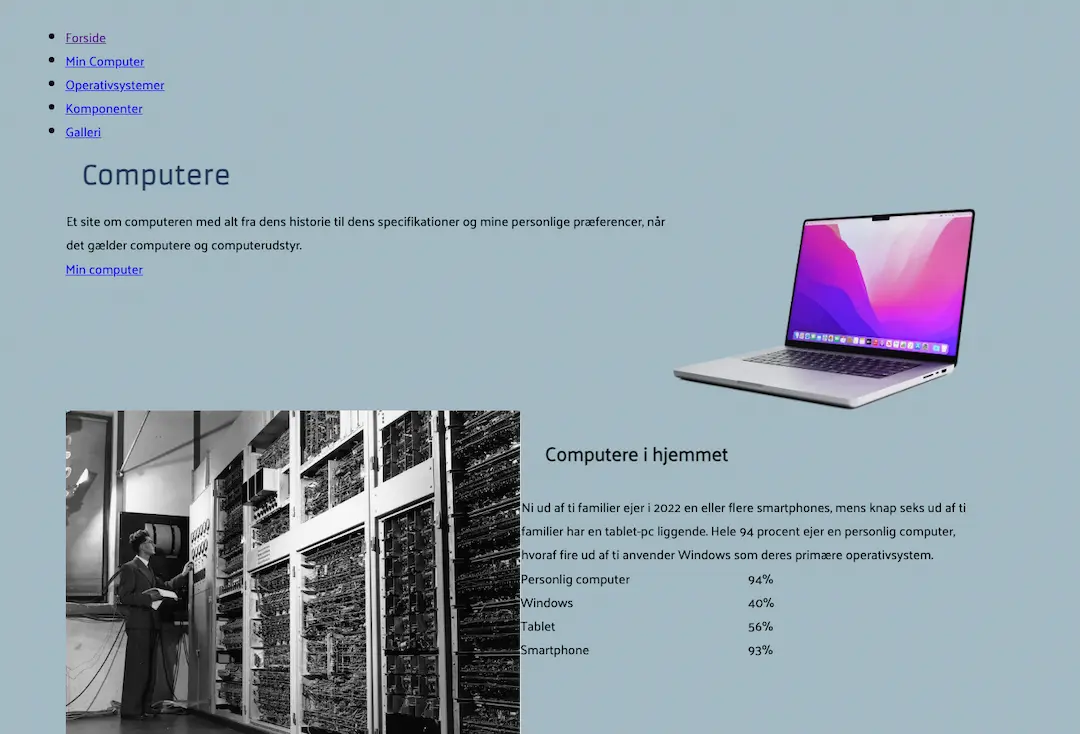 Forside
Min Computer
Operativsystemer
Komponenter
Galleri
Computere
Et site om computeren med alt fra dens historie til dens specifikationer og mine personlige præferencer, når
det gælder computere og computerudstyr.
Min computer
Computere i hjemmet
Ni ud af ti familier ejer i 2022 en eller flere smartphones, mens knap seks ud af ti
familier har en tablet-pc liggende. Hele 94 procent ejer en personlig computer,
hvoraf fire ud af ti anvender Windows som deres primære operativsystem.
Personlig computer 94%
Windows 40%
Tablet 56%
Smartphone 93%